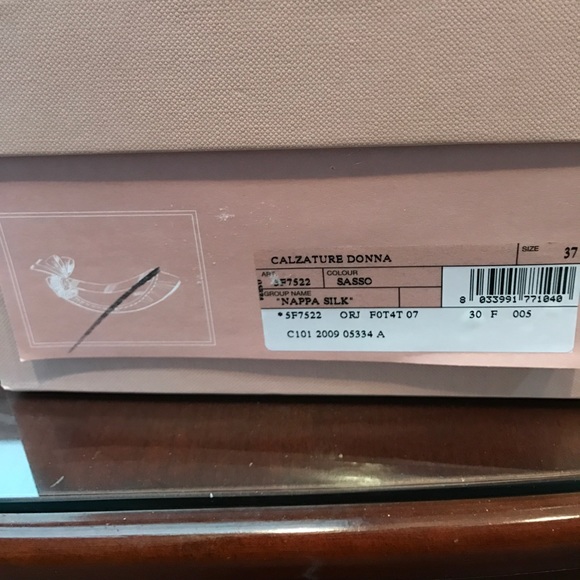 CALZATURE DONNA SIZE 37
ART 5F7522 COLOUR SASSO
GROUP NAME "NAPPA SILK"
8 033991 771040
*5F7522 ORJ F0T4T 07 30 F 005
C101 2009 05334 A